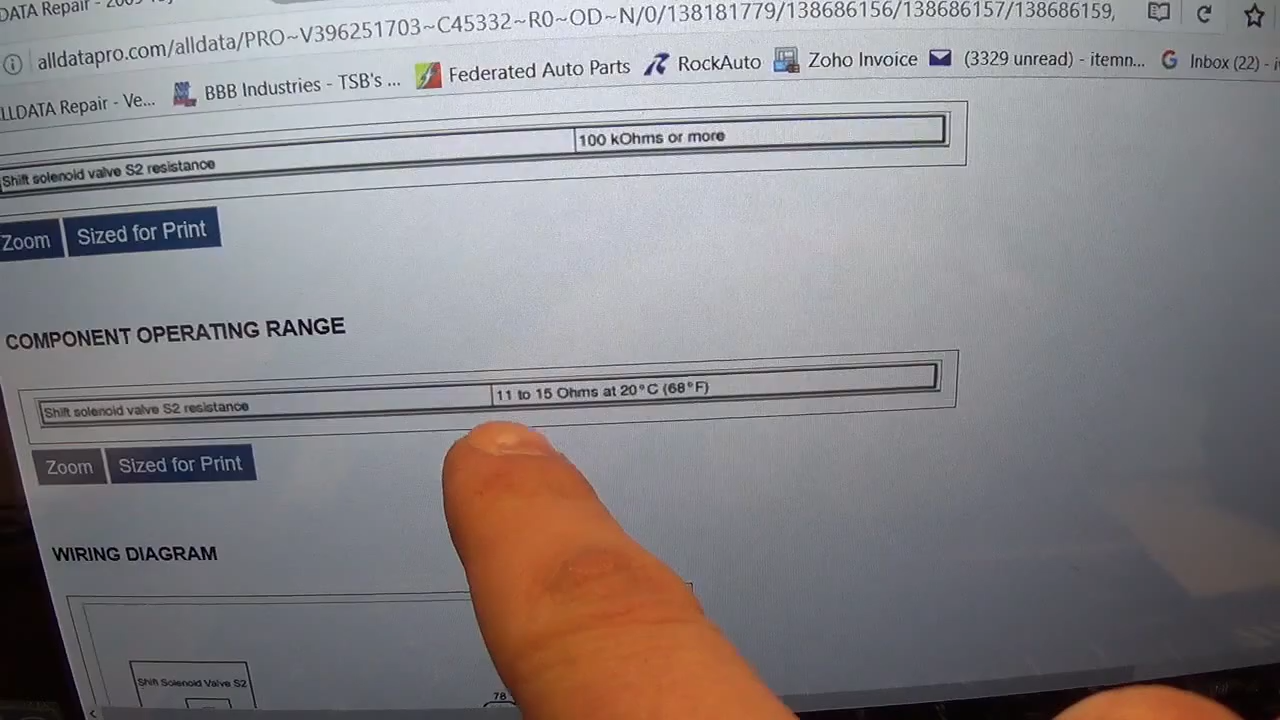 DATA Repair - 2005
alldatapro.com/alldata/PRO~V396251703~C45332~R0~OD~N/0/138181779/138686156/138686157/138686159,
LLDATA Repair - Ve... BBB Industries - TSB's ... Federated Auto Parts RockAuto Zoho Invoice (3329 unread) - itemn... Inbox (22) -
Shift solenoid valve S2 resistance 100 kOhms or more
Zoom Sized for Print
COMPONENT OPERATING RANGE
Shift solenoid valve S2 resistance 11 to 15 Ohms at 20°C (68°F)
Zoom Sized for Print
WIRING DIAGRAM
Shift Solenoid Valve S2
78